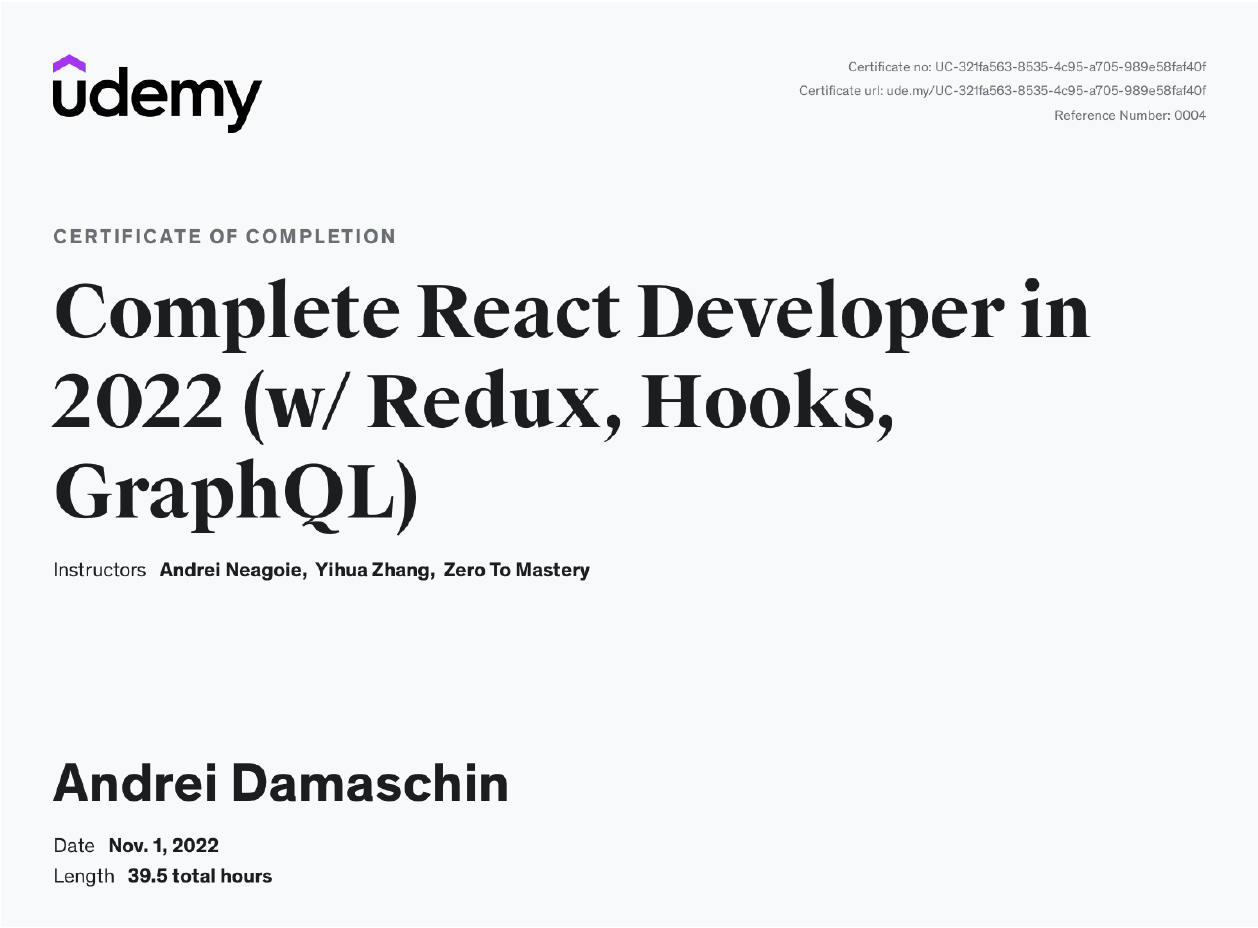 udemy
Certificate no: UC-321fa563-8535-4c95-a705-989e58faf40f
Certificate url: ude.my/UC-321fa563-8535-4c95-a705-989e58faf40f
Reference Number: 0004
CERTIFICATE OF COMPLETION
Complete React Developer in
2022 (w/ Redux, Hooks,
GraphQL)
Instructors Andrei Neagoie, Yihua Zhang, Zero To Mastery
Andrei Damaschin
Date Nov. 1, 2022
Length 39.5 total hours